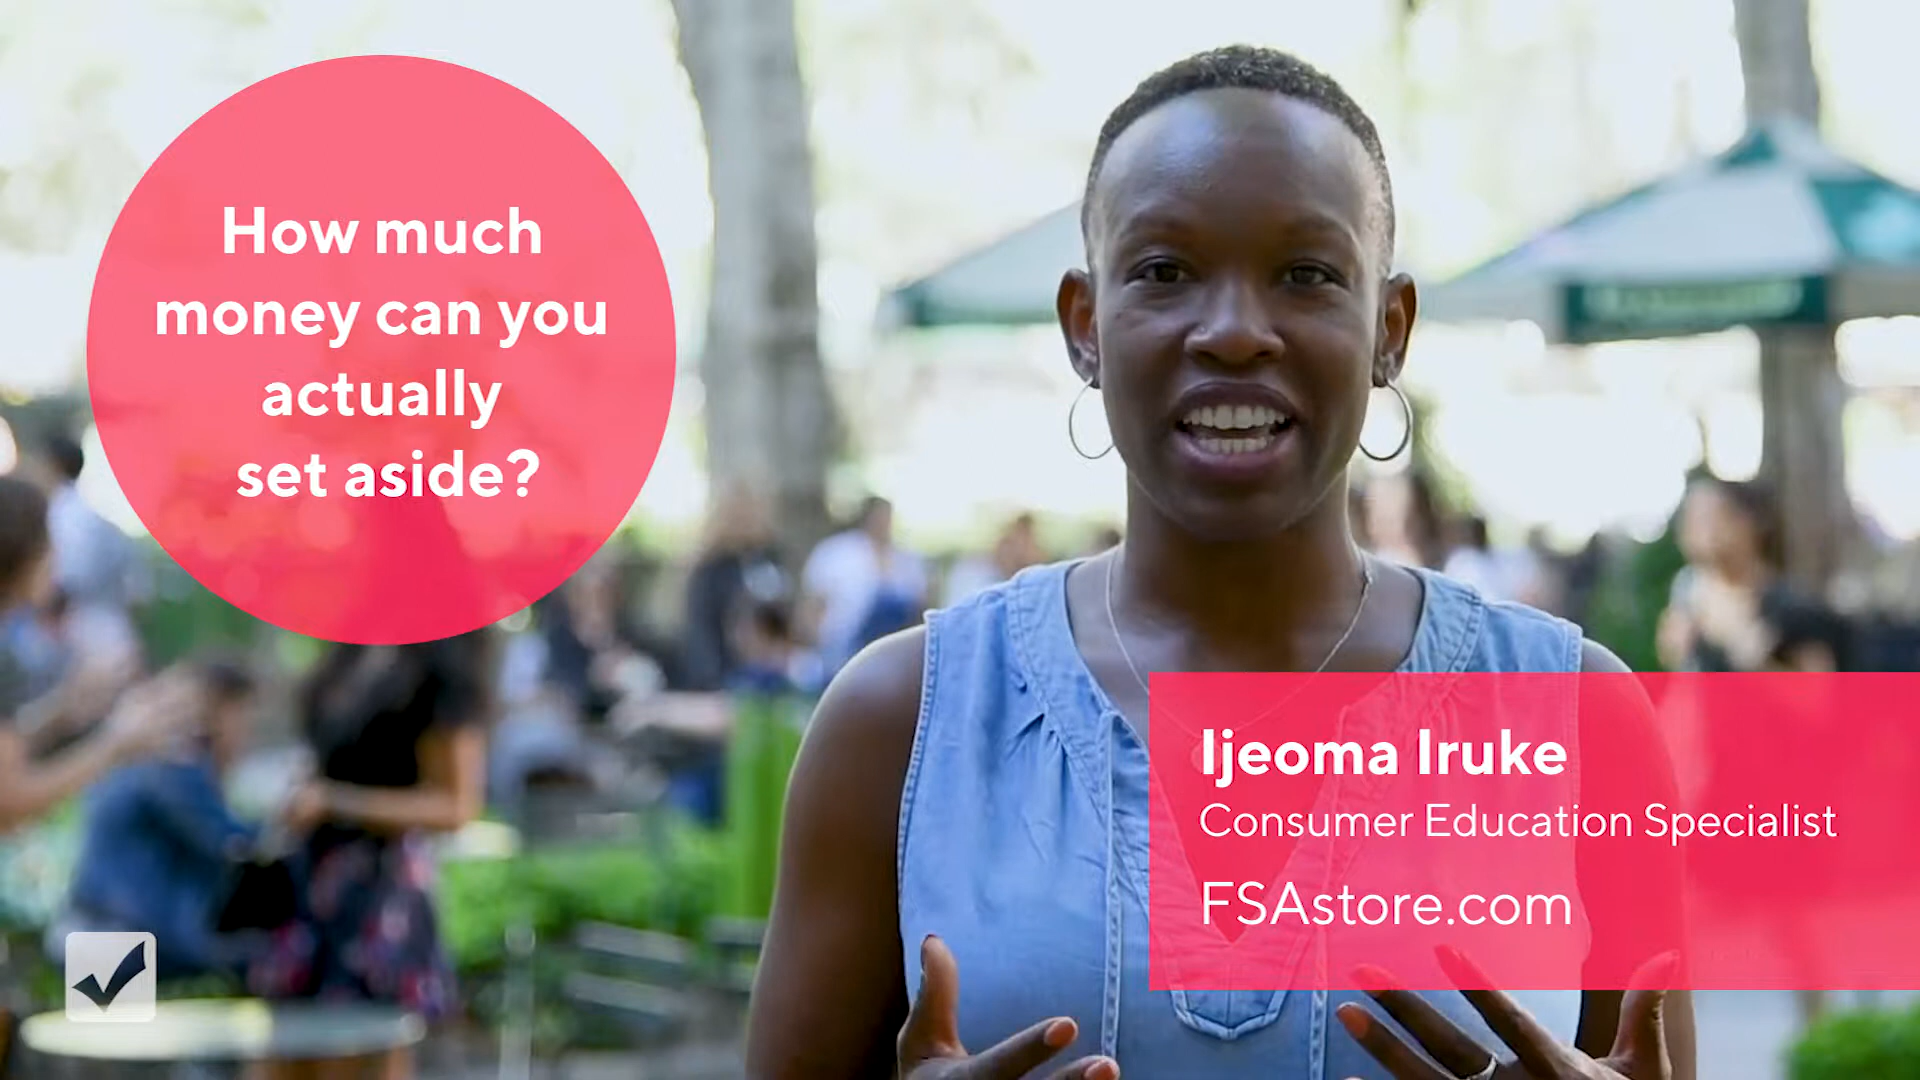 How much
money can you
actually
set aside?
Ijeoma Iruke
Consumer Education Specialist
FSAstore.com